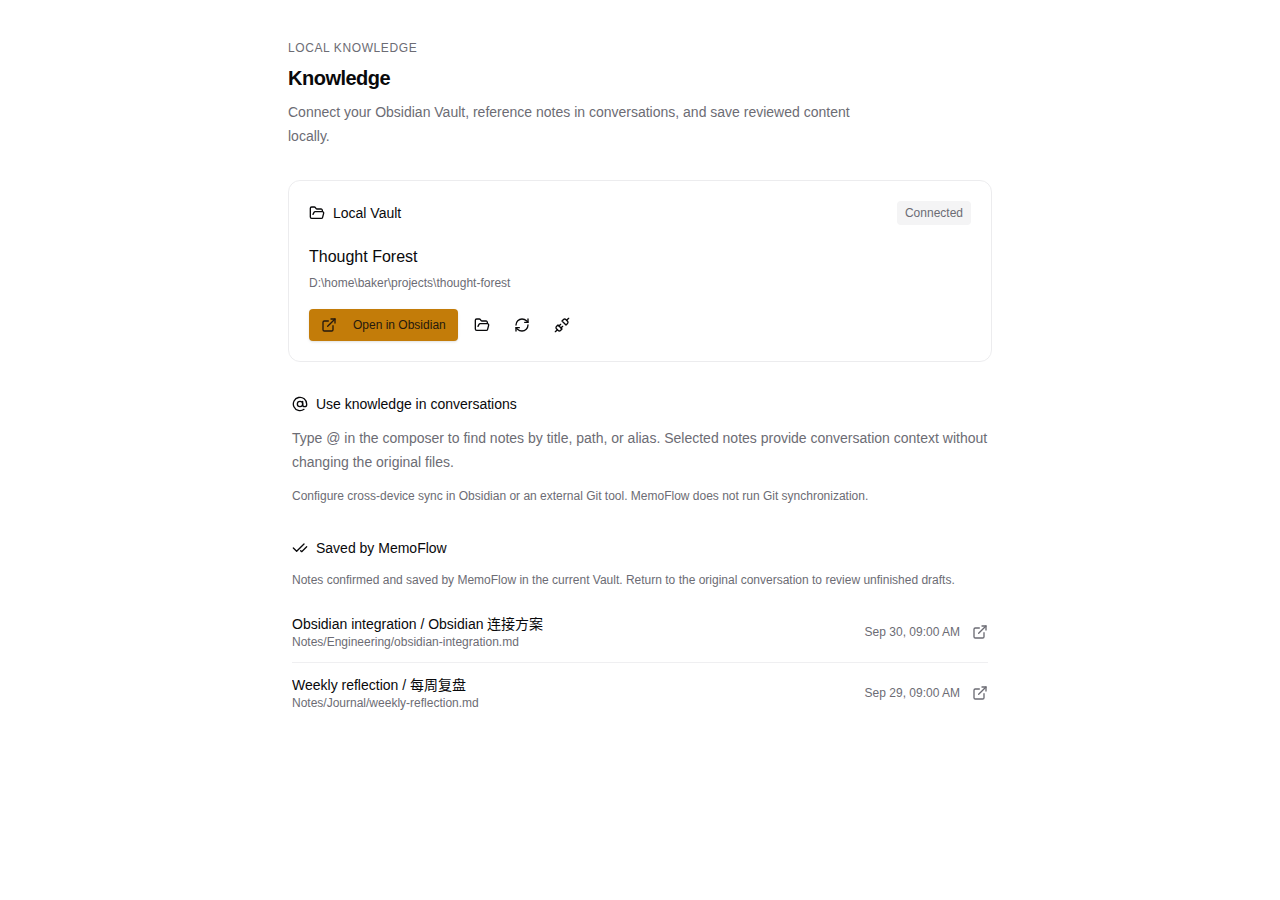 LOCAL KNOWLEDGE
Knowledge
Connect your Obsidian Vault, reference notes in conversations, and save reviewed content
locally.
Local Vault
Connected
Thought Forest
D:\home\baker\projects\thought-forest
Open in Obsidian
Use knowledge in conversations
Type @ in the composer to find notes by title, path, or alias. Selected notes provide conversation context without
changing the original files.
Configure cross-device sync in Obsidian or an external Git tool. MemoFlow does not run Git synchronization.
Saved by MemoFlow
Notes confirmed and saved by MemoFlow in the current Vault. Return to the original conversation to review unfinished drafts.
Obsidian integration / Obsidian 连接方案
Notes/Engineering/obsidian-integration.md
Sep 30, 09:00 AM
Weekly reflection / 每周复盘
Notes/Journal/weekly-reflection.md
Sep 29, 09:00 AM